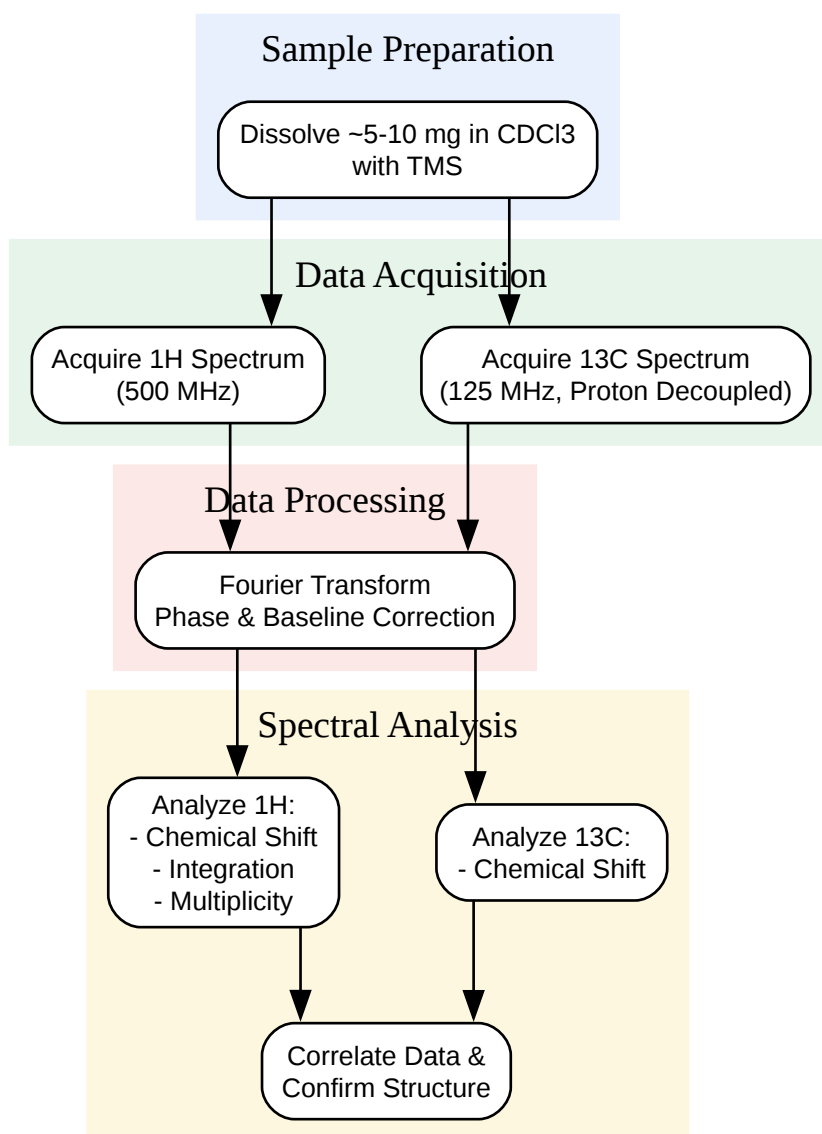 Sample Preparation
Dissolve ~5-10 mg in CDCl3
with TMS
Data Acquisition
Acquire 1H Spectrum
(500 MHz)
Acquire 13C Spectrum
(125 MHz, Proton Decoupled)
Data Processing
Fourier Transform
Phase & Baseline Correction
Spectral Analysis
Analyze 1H:
- Chemical Shift
- Integration
- Multiplicity
Analyze 13C:
- Chemical Shift
Correlate Data &
Confirm Structure